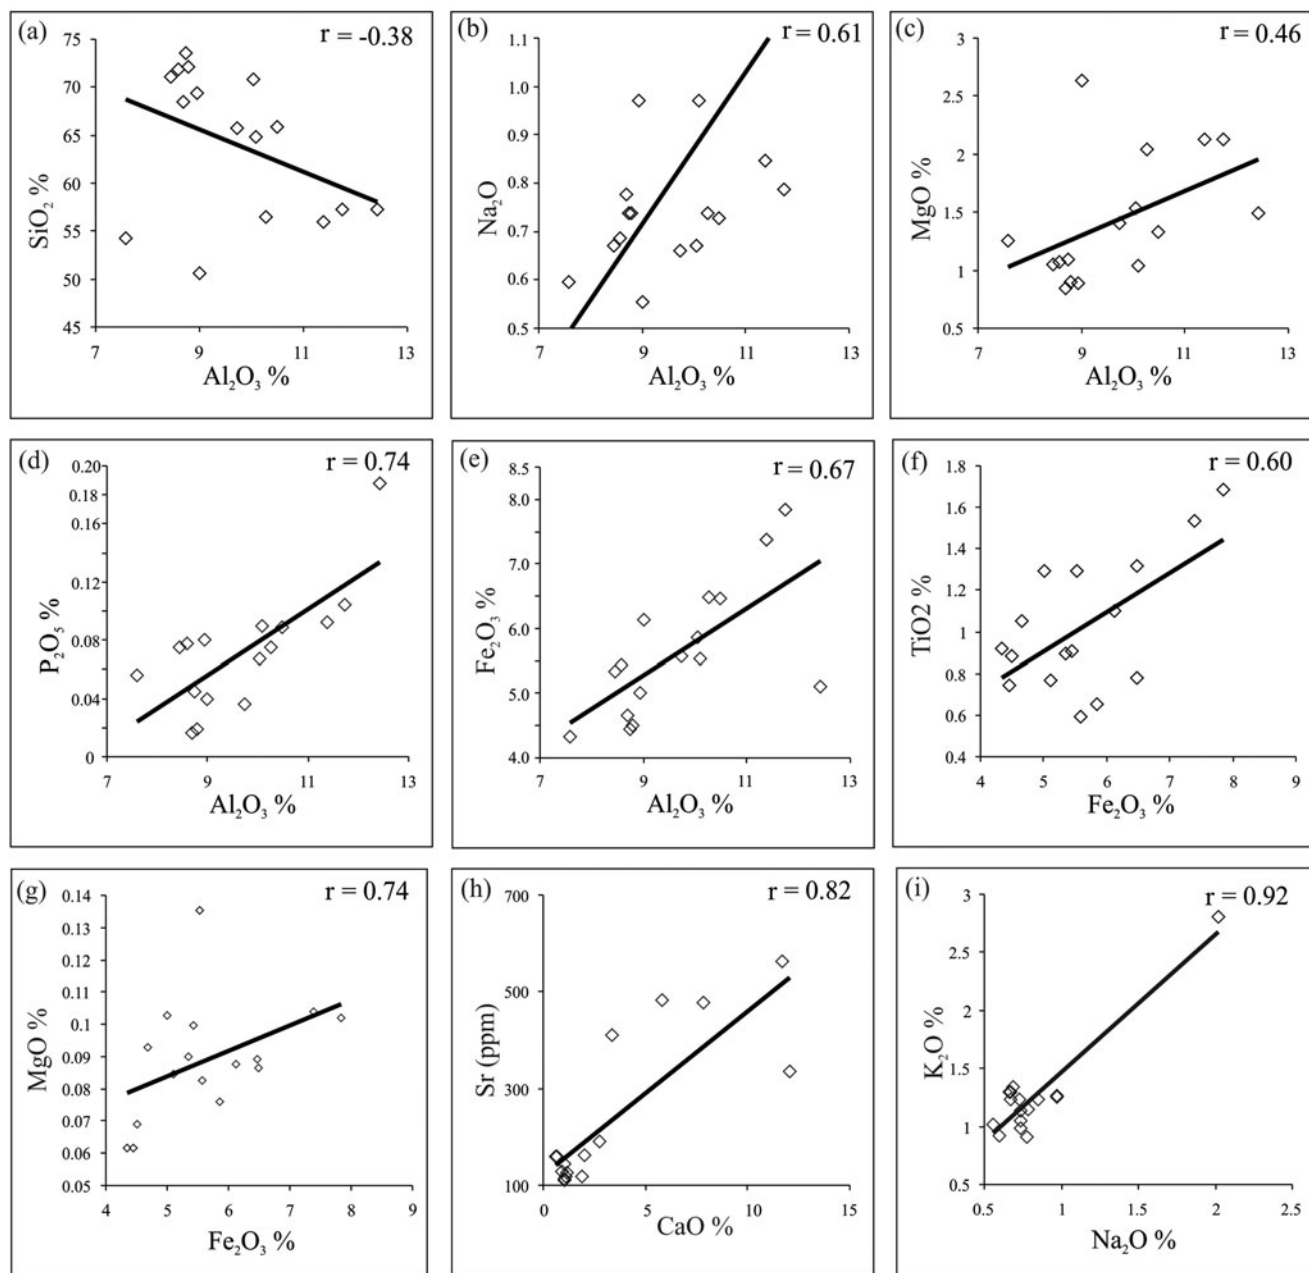 (a)
r = -0.38
75
70
65
60
55
50
45
SiO₂ %
7 9 11 13
Al₂O₃ %
(b)
r = 0.61
1.1
1.0
0.9
0.8
0.7
0.6
0.5
Na₂O
7 9 11 13
Al₂O₃ %
(c)
r = 0.46
3
2.5
2
1.5
1
0.5
MgO %
7 9 11 13
Al₂O₃ %
(d)
r = 0.74
0.20
0.18
0.16
0.12
0.08
0.04
0
P₂O₅ %
7 9 11 13
Al₂O₃ %
(e)
r = 0.67
8.5
8.0
7.0
6.0
5.0
4.0
Fe₂O₃ %
7 9 11 13
Al₂O₃ %
(f)
r = 0.60
1.8
1.6
1.4
1.2
1
0.8
0.6
0.4
TiO2 %
4 5 6 7 8 9
Fe₂O₃ %
(g)
r = 0.74
0.14
0.13
0.12
0.11
0.1
0.09
0.08
0.07
0.06
0.05
MgO %
4 5 6 7 8 9
Fe₂O₃ %
(h)
r = 0.82
700
500
300
100
Sr (ppm)
0 5 10 15
CaO %
(i)
r = 0.92
3
2.5
2
1.5
1
0.5
K₂O %
0.5 1 1.5 2 2.5
Na₂O %